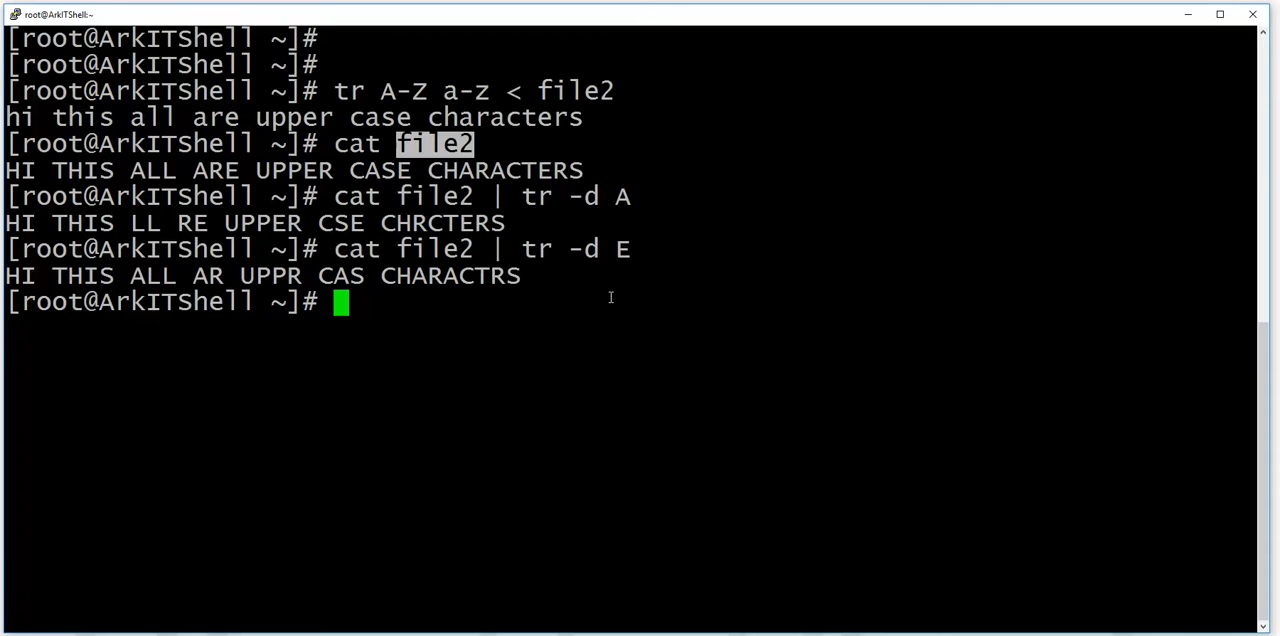 root@ArkITShell:~
[root@ArkITShell ~]#
[root@ArkITShell ~]#
[root@ArkITShell ~]# tr A-Z a-z < file2
hi this all are upper case characters
[root@ArkITShell ~]# cat file2
HI THIS ALL ARE UPPER CASE CHARACTERS
[root@ArkITShell ~]# cat file2 | tr -d A
HI THIS LL RE UPPER CSE CHRCTERS
[root@ArkITShell ~]# cat file2 | tr -d E
HI THIS ALL AR UPPR CAS CHARACTRS
[root@ArkITShell ~]#